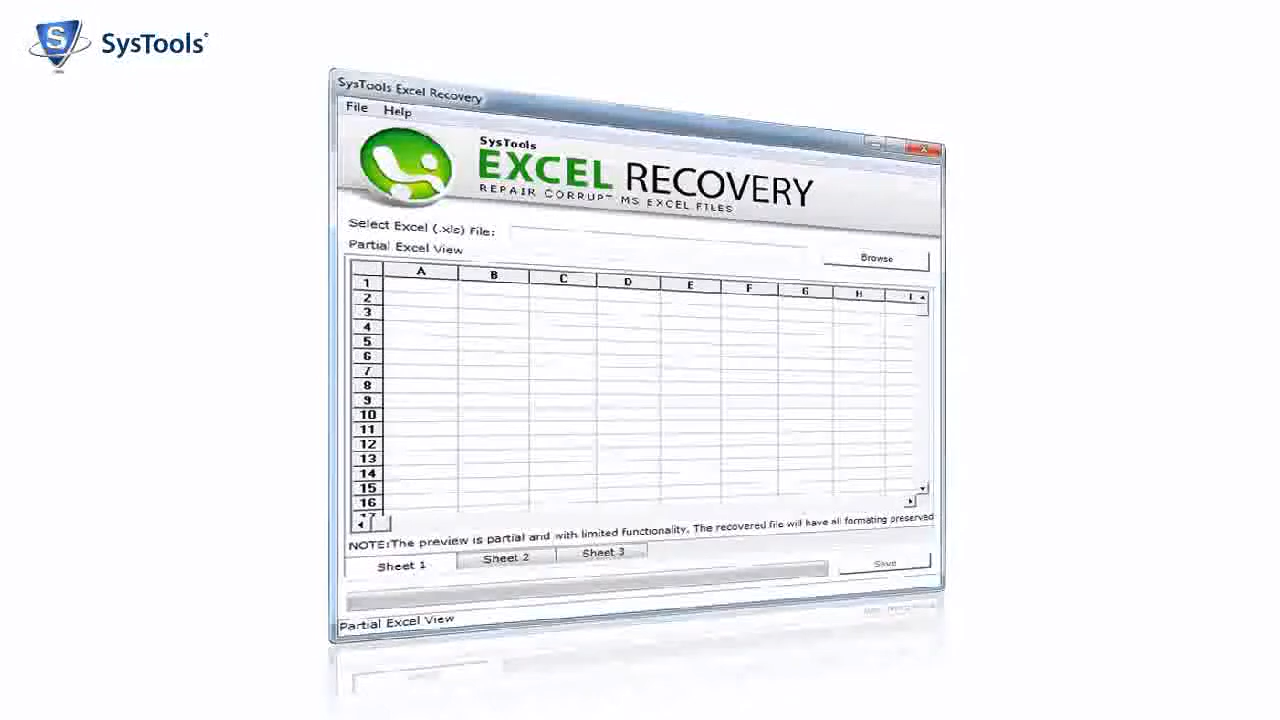 SysTools
SysTools Excel Recovery
File Help
SysTools
EXCEL RECOVERY
REPAIR CORRUPT MS EXCEL FILES
Select Excel (.xls) File:
Browse
Partial Excel View
A B C D E F G H I
1
2
3
4
5
6
7
8
9
10
11
12
13
14
15
16
17
NOTE:The preview is partial and with limited functionality. The recovered file will have all formating preserved
Sheet 1 Sheet 2 Sheet 3
Save
Partial Excel View